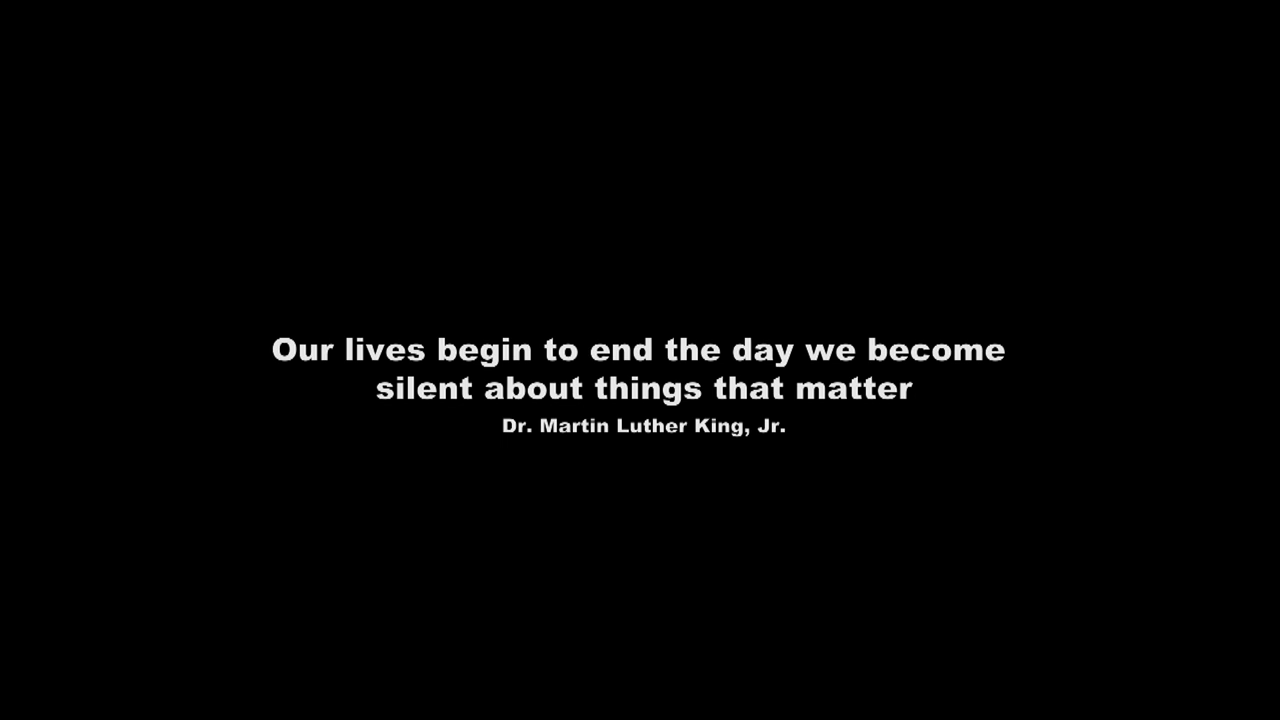 Our lives begin to end the day we become
silent about things that matter
Dr. Martin Luther King, Jr.